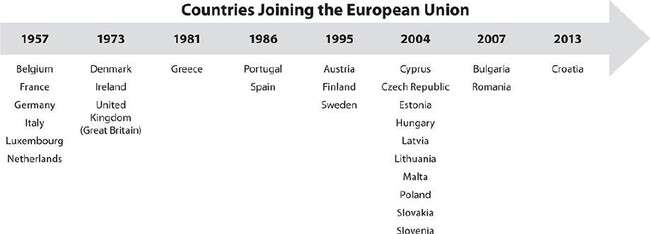 Countries Joining the European Union
1957 1973 1981 1986 1995 2004 2007 2013
Belgium Denmark Greece Portugal Austria Cyprus Bulgaria Croatia
France Ireland Spain Finland Czech Republic Romania
Germany United Sweden Estonia
Italy Kingdom Hungary
(Great Britain)
Luxembourg Latvia
Netherlands Lithuania
Malta
Poland
Slovakia
Slovenia